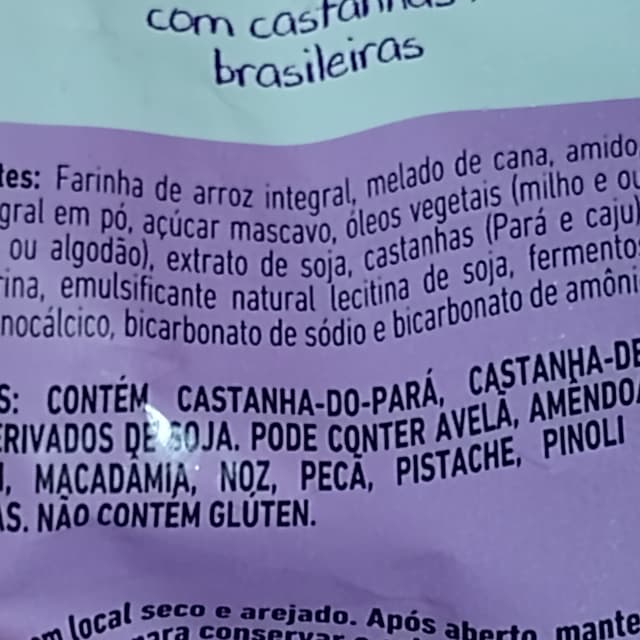 com castanhas
brasileiras
tes: Farinha de arroz integral, melado de cana, amido
gral em pó, açúcar mascavo, óleos vegetais (milho e ou
ou algodão), extrato de soja, castanhas (Pará e caju)
rina, emulsificante natural lecitina de soja, fermento
nocálcico, bicarbonato de sódio e bicarbonato de amôni
S: CONTÉM CASTANHA-DO-PARÁ, CASTANHA-DE
ERIVADOS DE SOJA. PODE CONTER AVELÃ, AMÊNDOA
, MACADÂMIA, NOZ, PECÃ, PISTACHE, PINOLI
AS. NÃO CONTÉM GLÚTEN.
m local seco e arejado. Após aberto, mante
para conservar